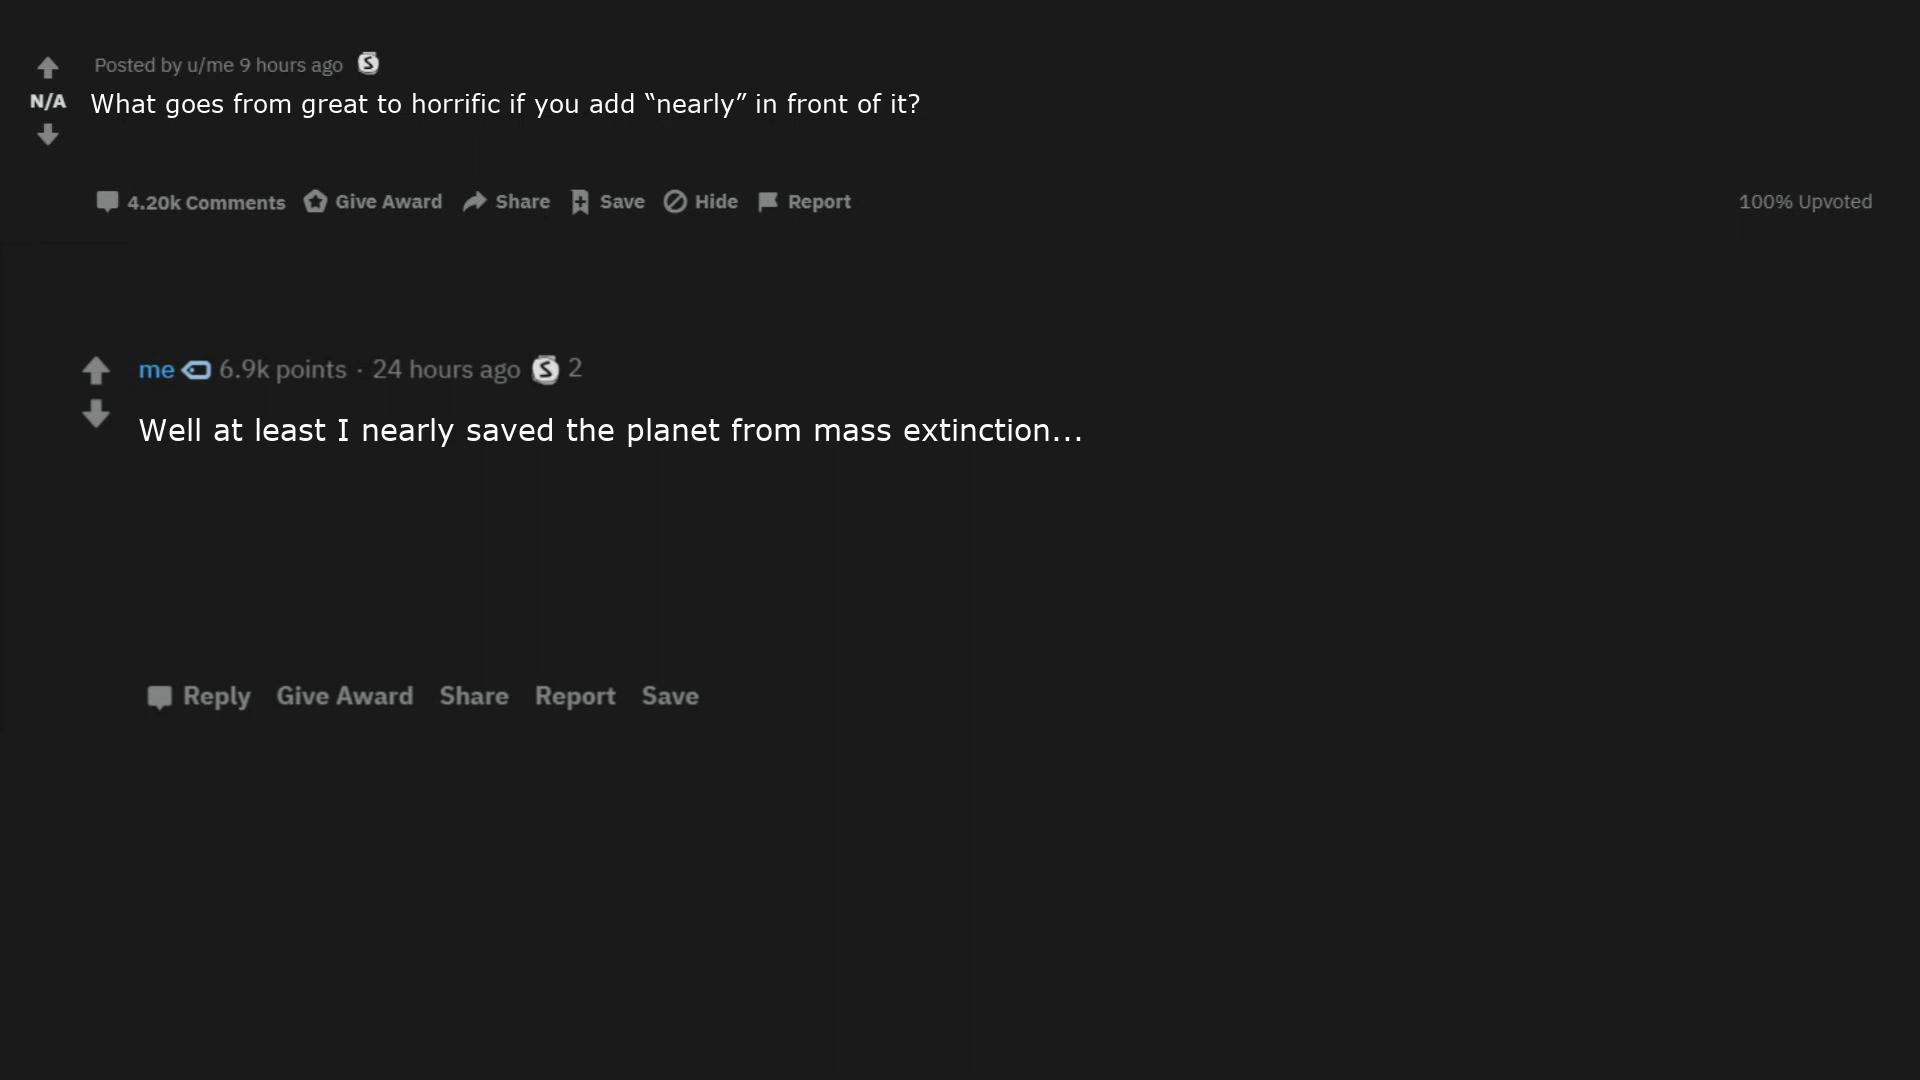 Posted by u/me 9 hours ago S
N/A
What goes from great to horrific if you add “nearly” in front of it?
4.20k Comments Give Award Share Save Hide Report 100% Upvoted
me 6.9k points · 24 hours ago S 2
Well at least I nearly saved the planet from mass extinction...
Reply Give Award Share Report Save